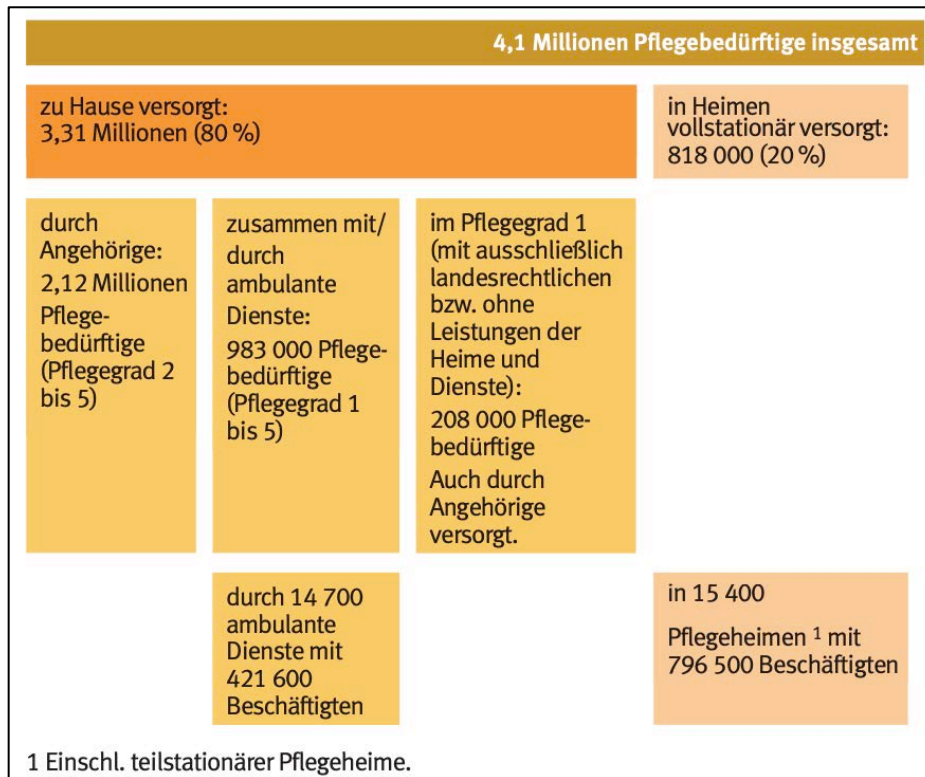 4,1 Millionen Pflegebedürftige insgesamt
zu Hause versorgt:
3,31 Millionen (80 %)
in Heimen
vollstationär versorgt:
818 000 (20 %)
durch
Angehörige:
2,12 Millionen
Pflege-
bedürftige
(Pflegegrad 2
bis 5)
zusammen mit/
durch
ambulante
Dienste:
983 000 Pflege-
bedürftige
(Pflegegrad 1
bis 5)
im Pflegegrad 1
(mit ausschließlich
landesrechtlichen
bzw. ohne
Leistungen der
Heime und
Dienste):
208 000 Pflege-
bedürftige
Auch durch
Angehörige
versorgt.
durch 14 700
ambulante
Dienste mit
421 600
Beschäftigten
in 15 400
Pflegeheimen ¹ mit
796 500 Beschäftigten
1 Einschl. teilstationärer Pflegeheime.